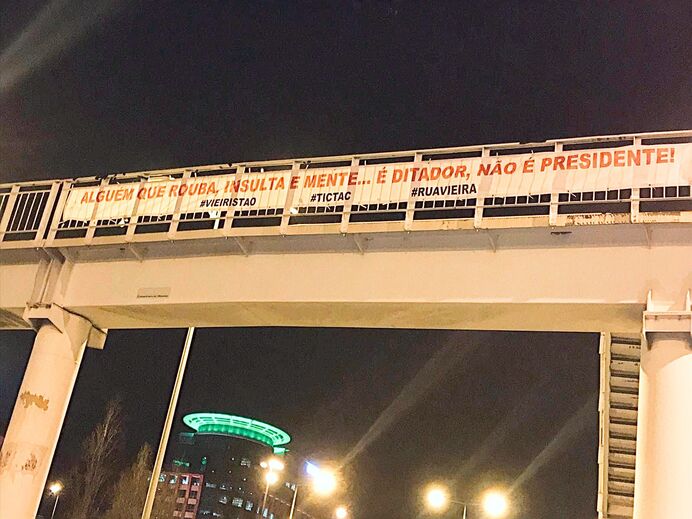 ALGUÉM QUE ROUBA, INSULTA E MENTE... É DITADOR, NÃO É PRESIDENTE!
#VIEIRISTAO #TICTAC #RUAVIEIRA